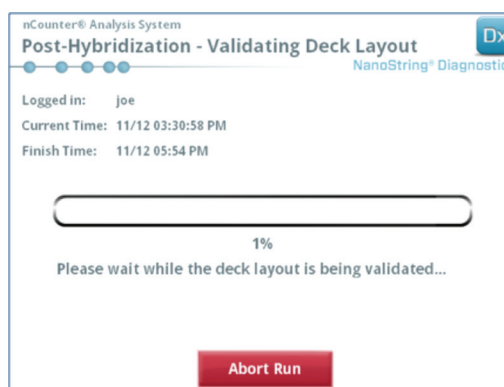 nCounter® Analysis System
Post-Hybridization - Validating Deck Layout
Dx
NanoString® Diagnostic
Logged in: joe
Current Time: 11/12 03:30:58 PM
Finish Time: 11/12 05:54 PM
1%
Please wait while the deck layout is being validated...
Abort Run